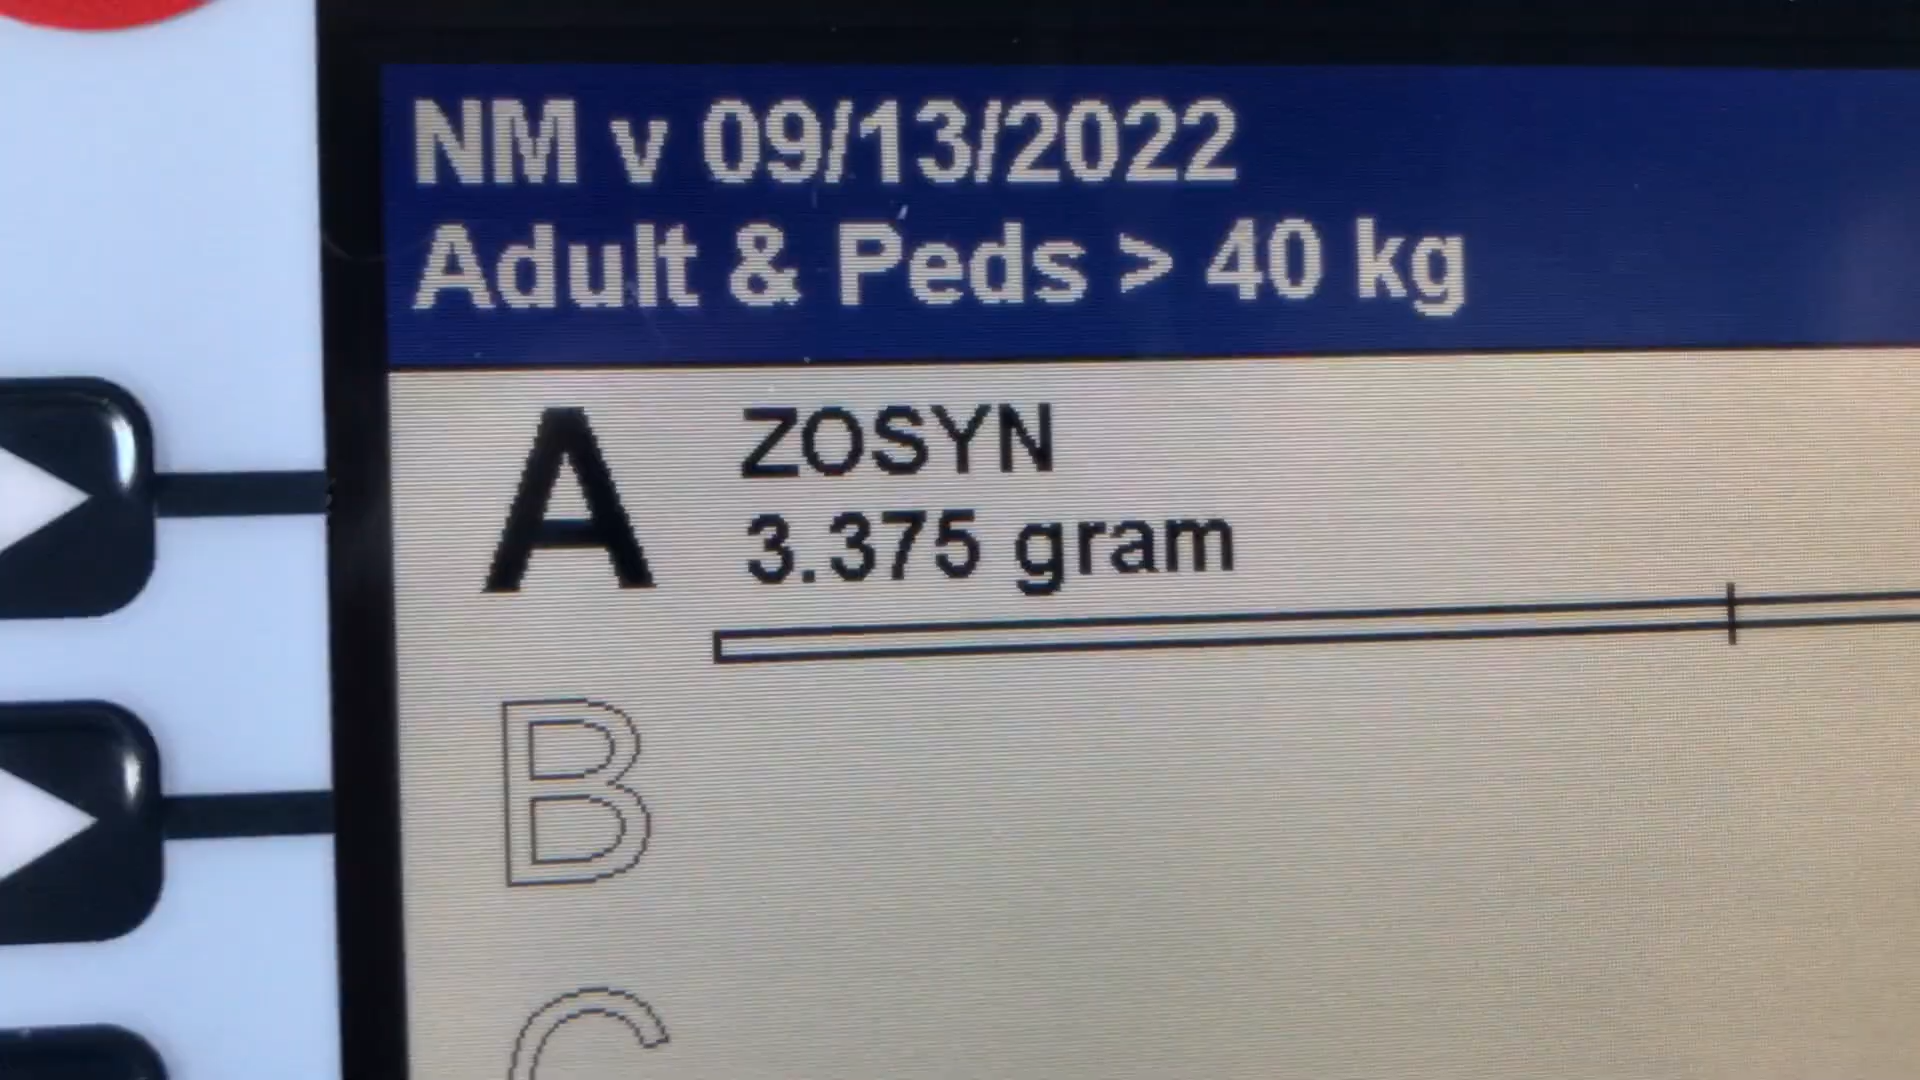 NM v 09/13/2022
Adult & Peds > 40 kg
A
ZOSYN
3.375 gram
B
C